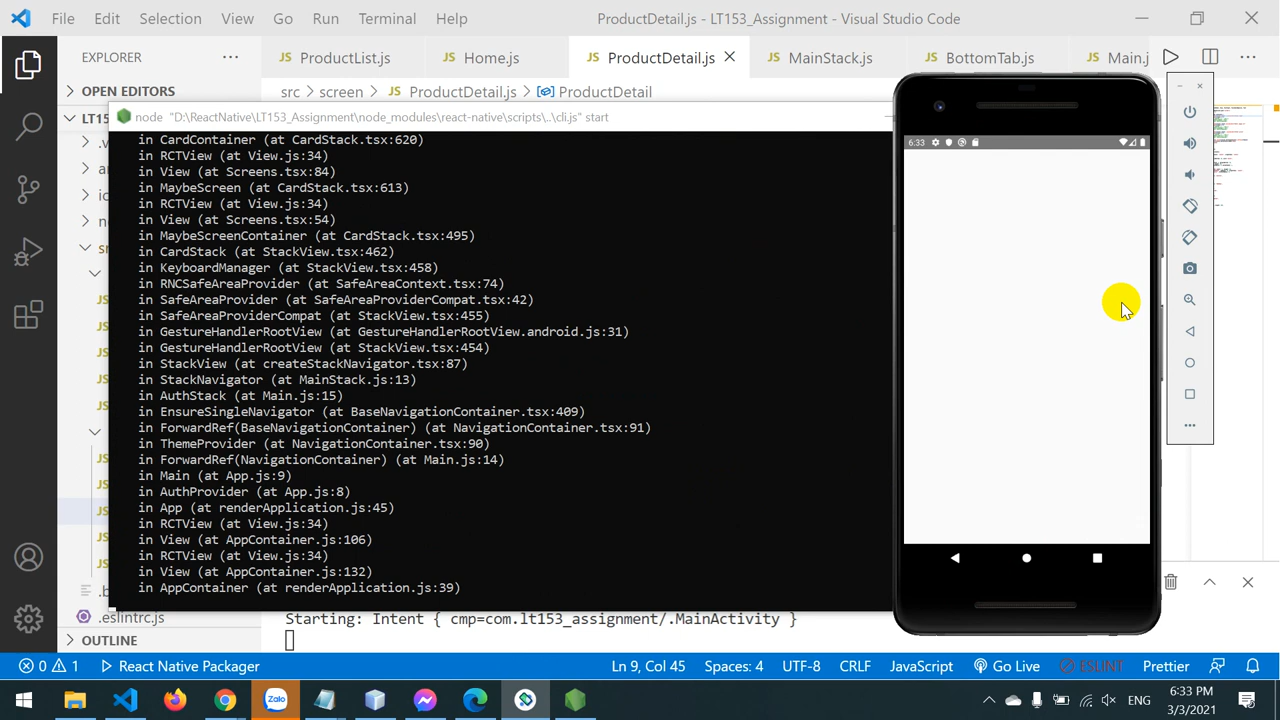 File Edit Selection View Go Run Terminal Help ProductDetail.js - LT153_Assignment - Visual Studio Code
EXPLORER
JS ProductList.js JS Home.js JS ProductDetail.js JS MainStack.js JS BottomTab.js JS Main.j
OPEN EDITORS
src > screen > JS ProductDetail.js > ProductDetail
LT15
node "D:\ReactNative\LT153_Assignment\node_modules\react-native\...\cli.js" start
in CardContainer (at CardStack.tsx:620)
in RCTView (at View.js:34)
in View (at Screens.tsx:84)
in MaybeScreen (at CardStack.tsx:613)
in RCTView (at View.js:34)
in View (at Screens.tsx:54)
in MaybeScreenContainer (at CardStack.tsx:495)
in CardStack (at StackView.tsx:462)
in KeyboardManager (at StackView.tsx:458)
in RNCSafeAreaProvider (at SafeAreaContext.tsx:74)
in SafeAreaProvider (at SafeAreaProviderCompat.tsx:42)
in SafeAreaProviderCompat (at StackView.tsx:455)
in GestureHandlerRootView (at GestureHandlerRootView.android.js:31)
in GestureHandlerRootView (at StackView.tsx:454)
in StackView (at createStackNavigator.tsx:87)
in StackNavigator (at MainStack.js:13)
in AuthStack (at Main.js:15)
in EnsureSingleNavigator (at BaseNavigationContainer.tsx:409)
in ForwardRef(BaseNavigationContainer) (at NavigationContainer.tsx:91)
in ThemeProvider (at NavigationContainer.tsx:90)
in ForwardRef(NavigationContainer) (at Main.js:14)
in Main (at App.js:9)
in AuthProvider (at App.js:8)
in App (at renderApplication.js:45)
in RCTView (at View.js:34)
in View (at AppContainer.js:106)
in RCTView (at View.js:34)
in View (at AppContainer.js:132)
in AppContainer (at renderApplication.js:39)
6:33
.eslintrc.js
Starting: Intent { cmp=com.lt153_assignment/.MainActivity }
OUTLINE
0 1 React Native Packager Ln 9, Col 45 Spaces: 4 UTF-8 CRLF JavaScript Go Live ESLINT Prettier
Zalo
ENG
6:33 PM
3/3/2021